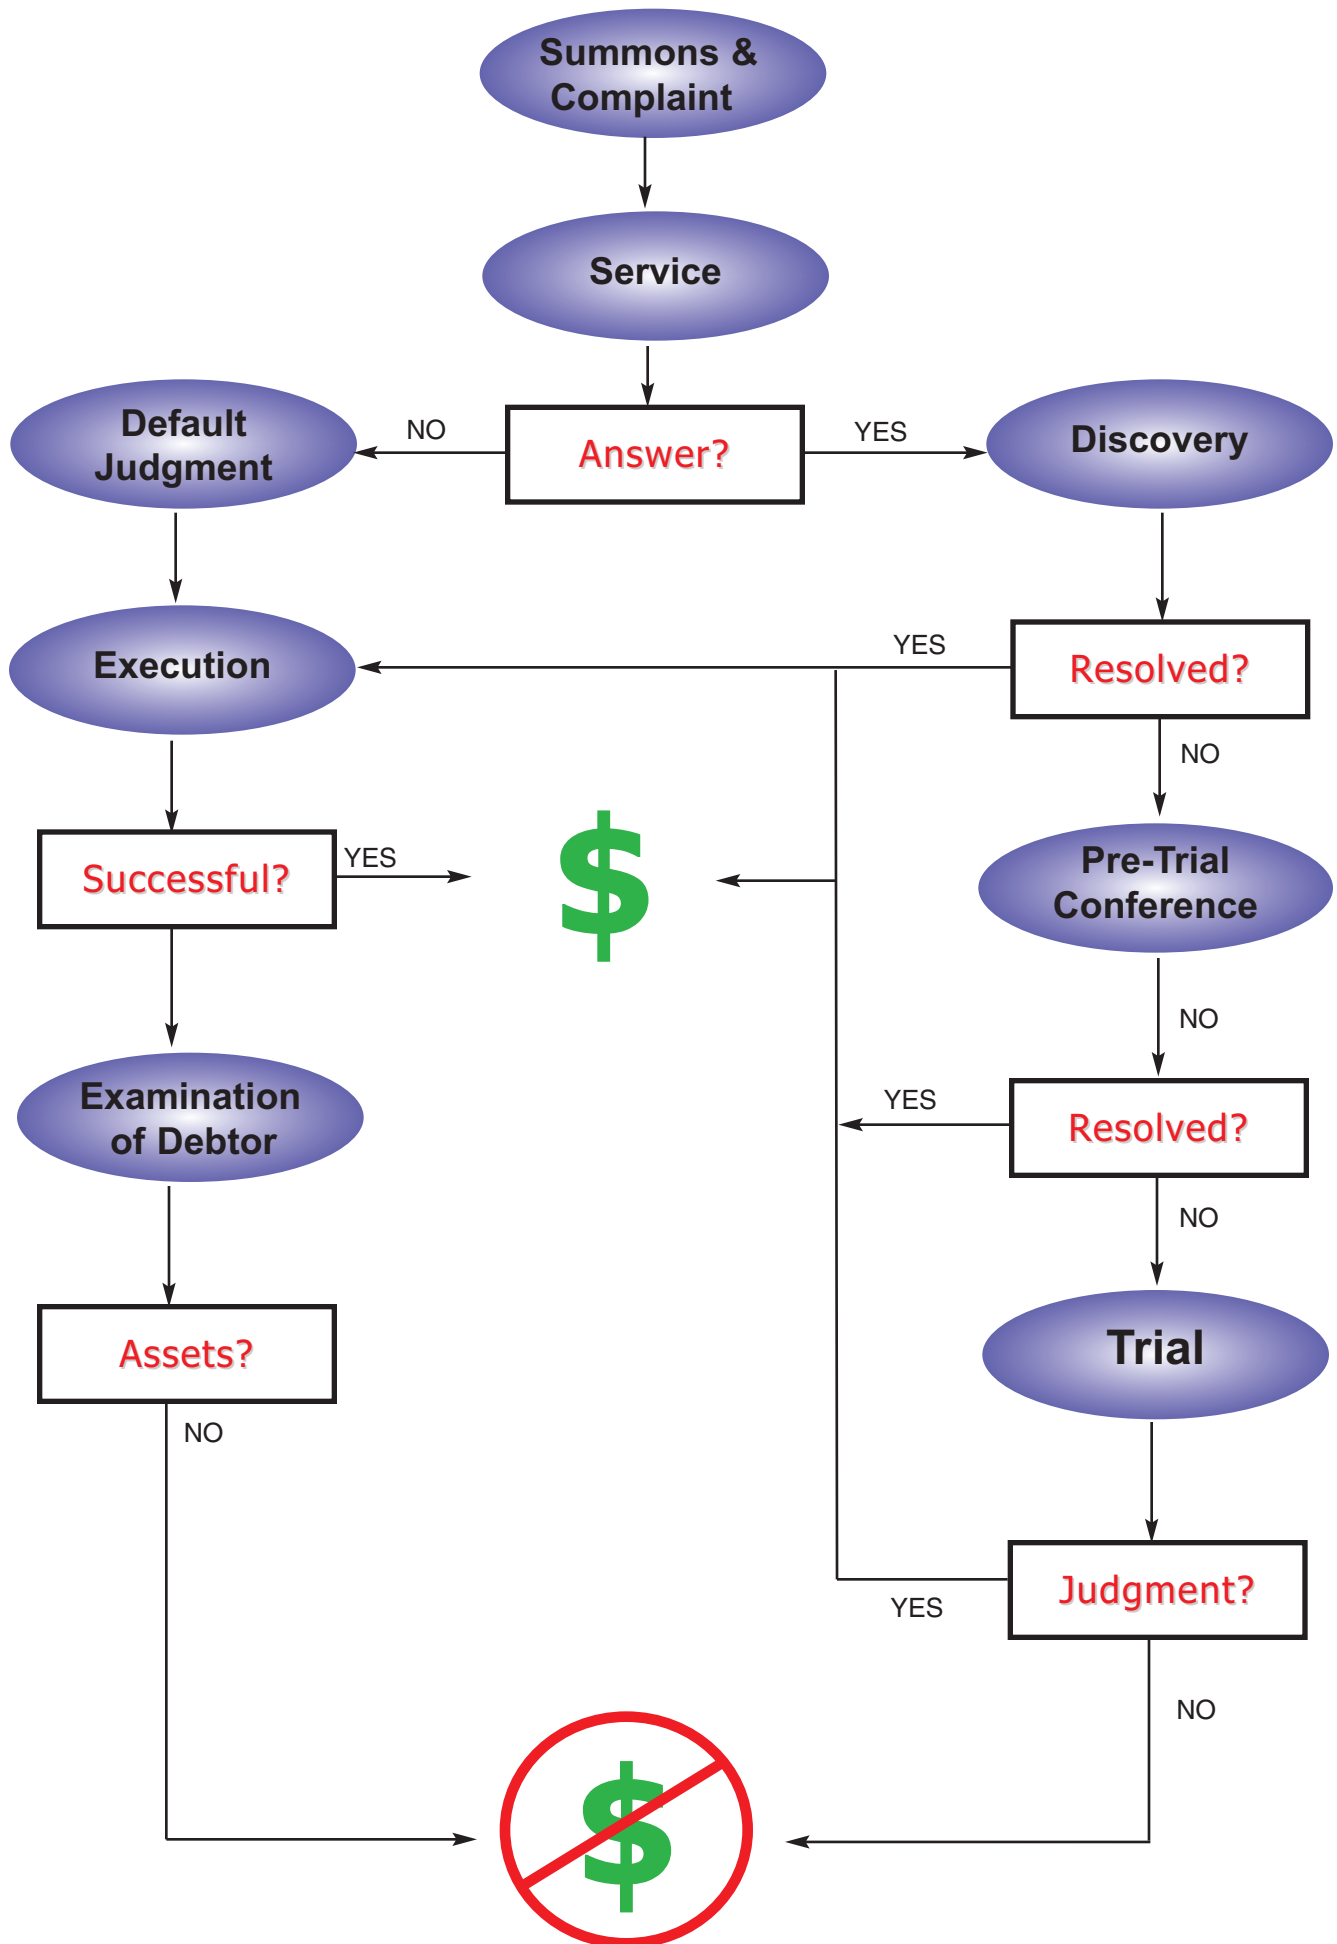 Summons &
Complaint
Service
Default
Judgment
NO
Answer?
YES
Discovery
Execution
YES
Resolved?
NO
Successful?
YES
$
Pre-Trial
Conference
NO
Examination
of Debtor
YES
Resolved?
NO
Assets?
Trial
NO
YES
Judgment?
NO
$